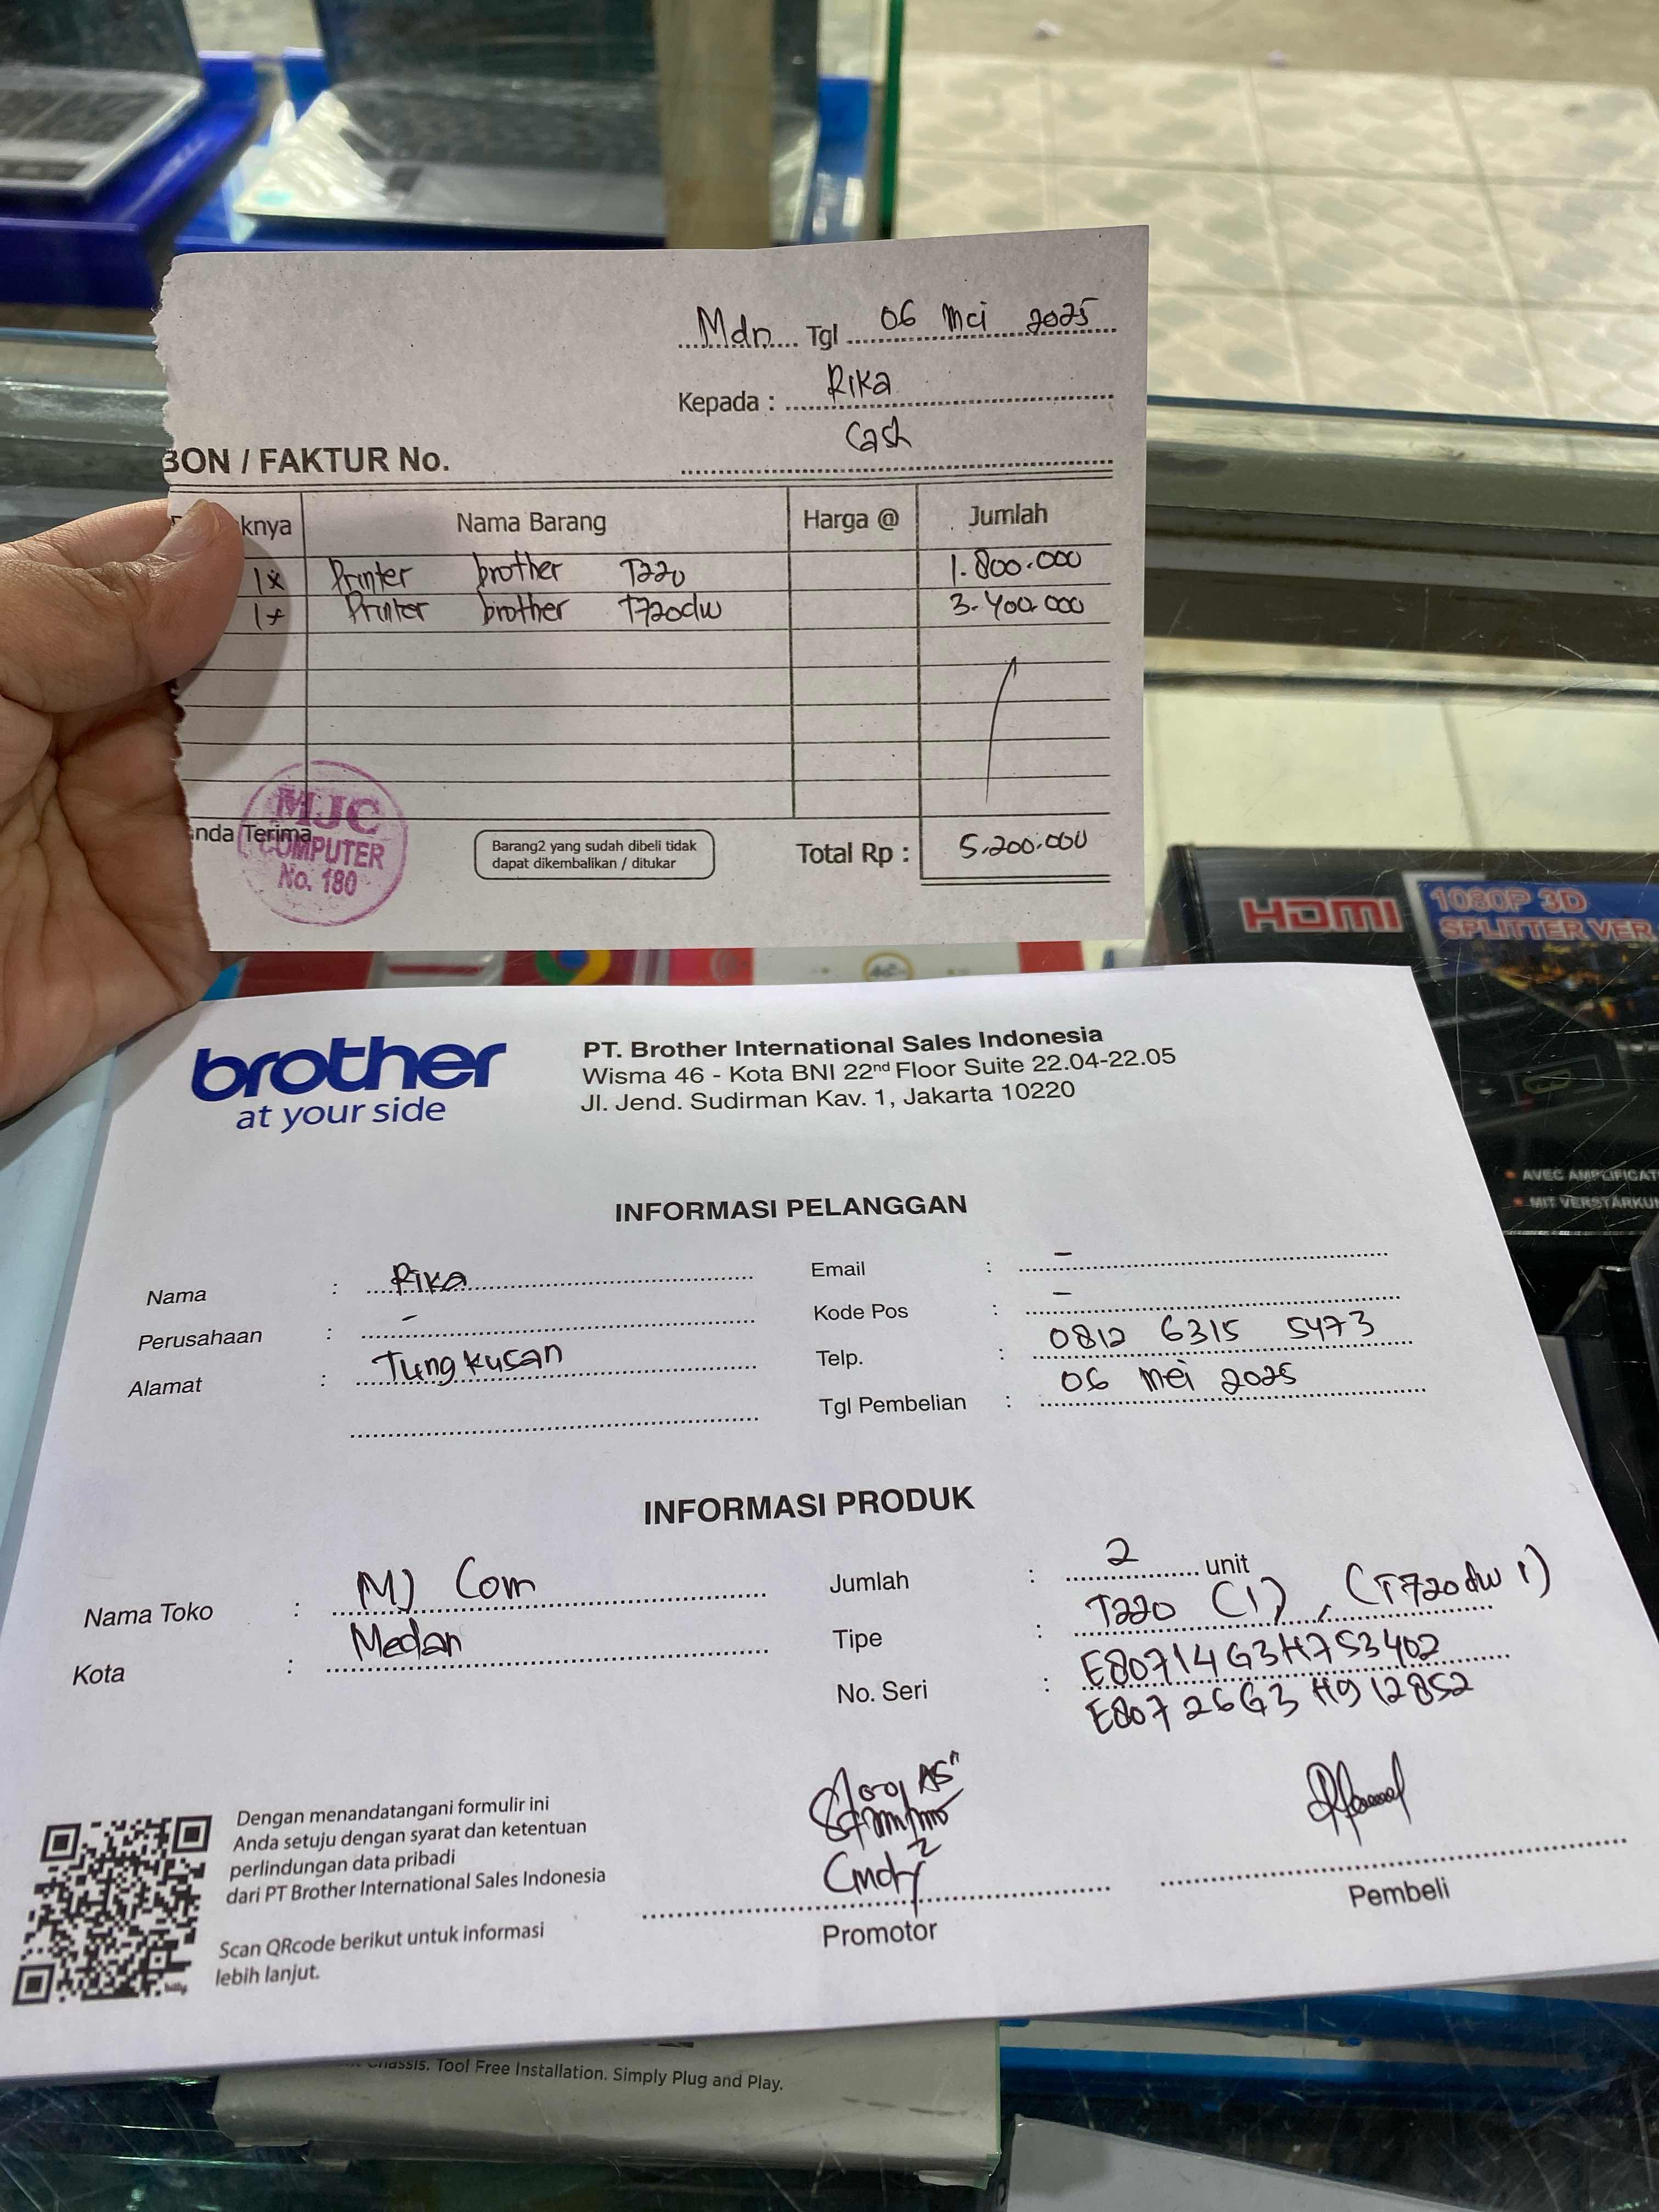 Mdn Tgl 06 Mei 2025
Kepada : Rika
Cash
BON / FAKTUR No.
knya Nama Barang Harga @ Jumlah
1x Printer brother T220 1.800.000
1x Printer brother T720dw 3.400.000
nda Terima
MJC
COMPUTER
No. 180
Barang2 yang sudah dibeli tidak
dapat dikembalikan / ditukar
Total Rp : 5.200.000
HDMI
1080P 3D
SPLITTER VER
brother
at your side
PT. Brother International Sales Indonesia
Wisma 46 - Kota BNI 22nd Floor Suite 22.04-22.05
Jl. Jend. Sudirman Kav. 1, Jakarta 10220
AVEC AMPLIFICAT
MIT VERSTÄRKU
INFORMASI PELANGGAN
Nama : Rika
Perusahaan : -
Alamat : Tungkusan
Email : -
Kode Pos : -
Telp. : 0812 6315 5473
Tgl Pembelian : 06 Mei 2025
INFORMASI PRODUK
Nama Toko : MJ Com
Kota : Medan
Jumlah : 2 unit
Tipe : T220 (1), (T720dw 1)
No. Seri : E80714G3H753402
E80726G3H912852
Dengan menandatangani formulir ini
Anda setuju dengan syarat dan ketentuan
perlindungan data pribadi
dari PT Brother International Sales Indonesia
Scan QRcode berikut untuk informasi
lebih lanjut.
Promotor
Pembeli
Chassis. Tool Free Installation. Simply Plug and Play.